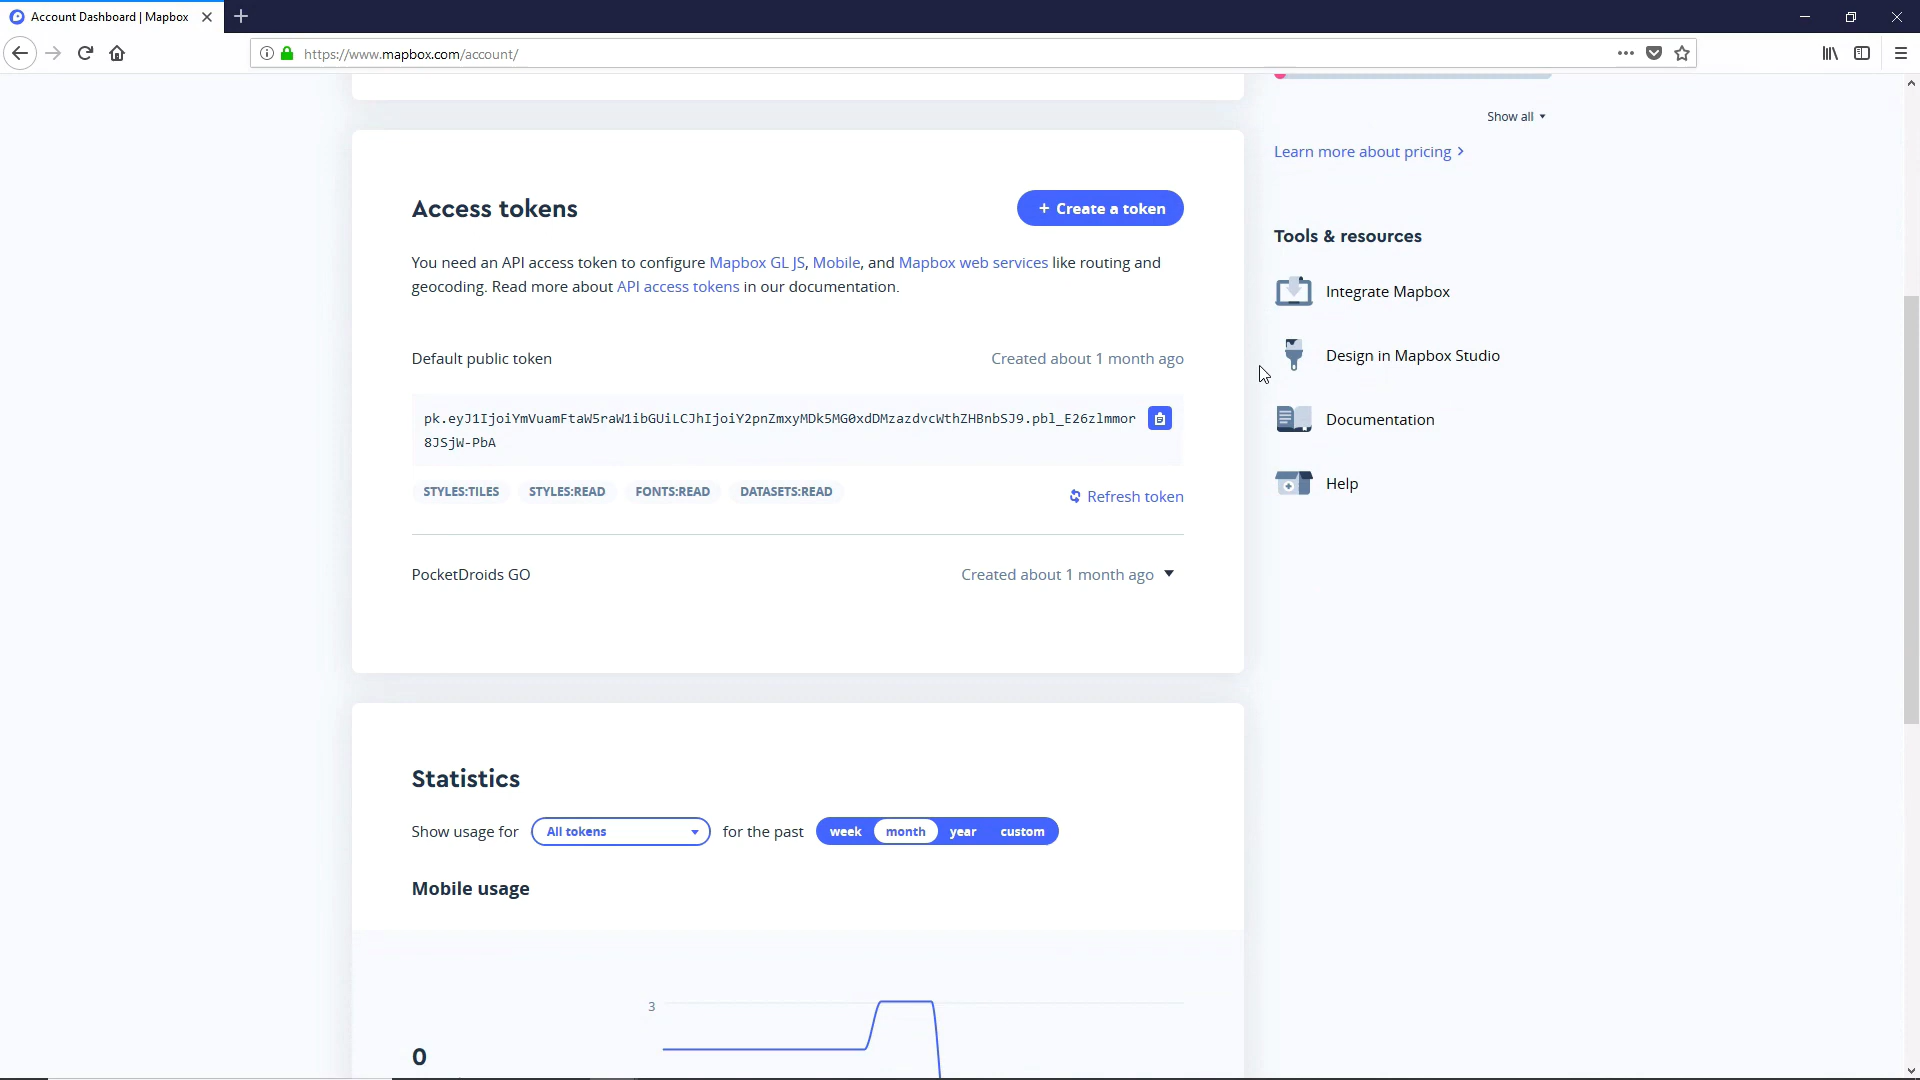 Account Dashboard | Mapbox
https://www.mapbox.com/account/
Show all
Learn more about pricing
Access tokens
+ Create a token
You need an API access token to configure Mapbox GL JS, Mobile, and Mapbox web services like routing and
geocoding. Read more about API access tokens in our documentation.
Default public token
Created about 1 month ago
pk.eyJ1IjoiYmVuamFtaW5raW1ibGUiLCJhIjoiY2pnZmxyMDk5MG0xdDMzazdvcWthZHBnbSJ9.pbl_E26zlmmor
8JSjW-PbA
STYLES:TILES STYLES:READ FONTS:READ DATASETS:READ
Refresh token
PocketDroids GO
Created about 1 month ago
Tools & resources
Integrate Mapbox
Design in Mapbox Studio
Documentation
Help
Statistics
Show usage for All tokens for the past week month year custom
Mobile usage
3
0